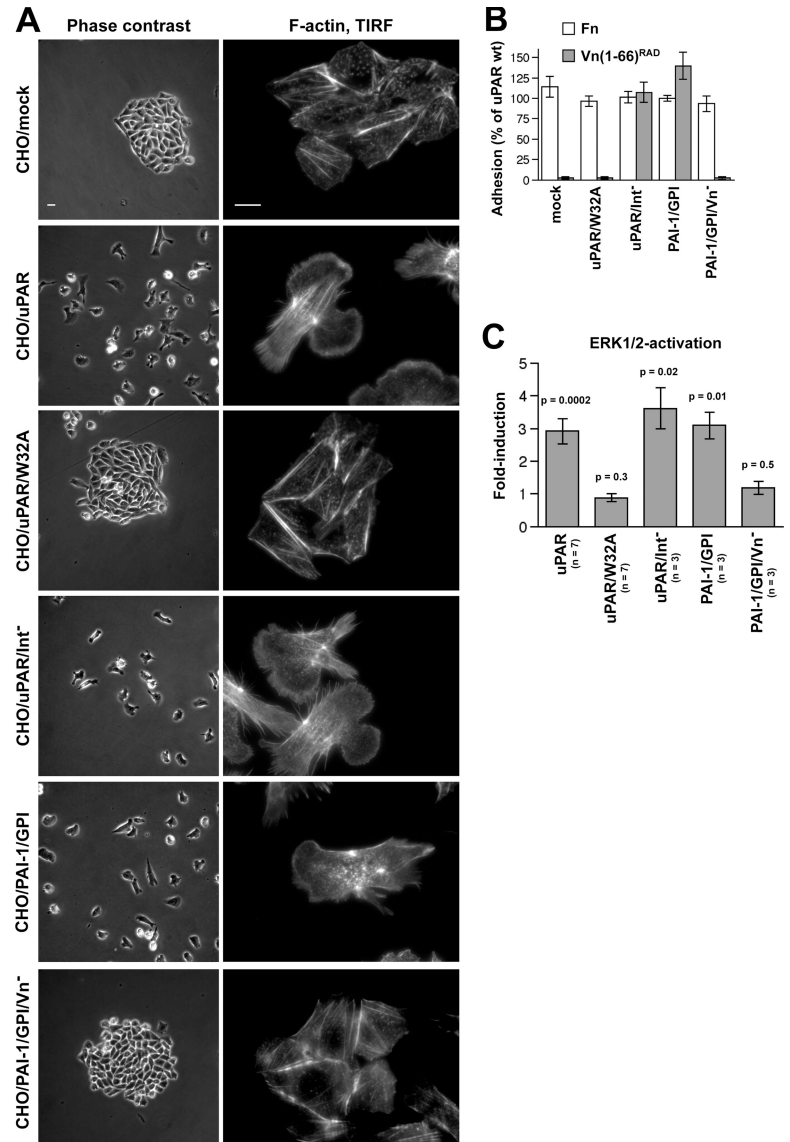 A
Phase contrast
F-actin, TIRF
CHO/mock
CHO/uPAR
CHO/uPAR/W32A
CHO/uPAR/Int⁻
CHO/PAI-1/GPI
CHO/PAI-1/GPI/Vn⁻
B
Fn
Vn(1-66)ᴿᴬᴰ
Adhesion (% of uPAR wt)
150
125
100
75
50
25
0
mock
uPAR/W32A
uPAR/Int⁻
PAI-1/GPI
PAI-1/GPI/Vn⁻
C
ERK1/2-activation
Fold-induction
5
4
3
2
1
0
p = 0.0002
p = 0.3
p = 0.02
p = 0.01
p = 0.5
uPAR
(n = 7)
uPAR/W32A
(n = 7)
uPAR/Int⁻
(n = 3)
PAI-1/GPI
(n = 3)
PAI-1/GPI/Vn⁻
(n = 3)